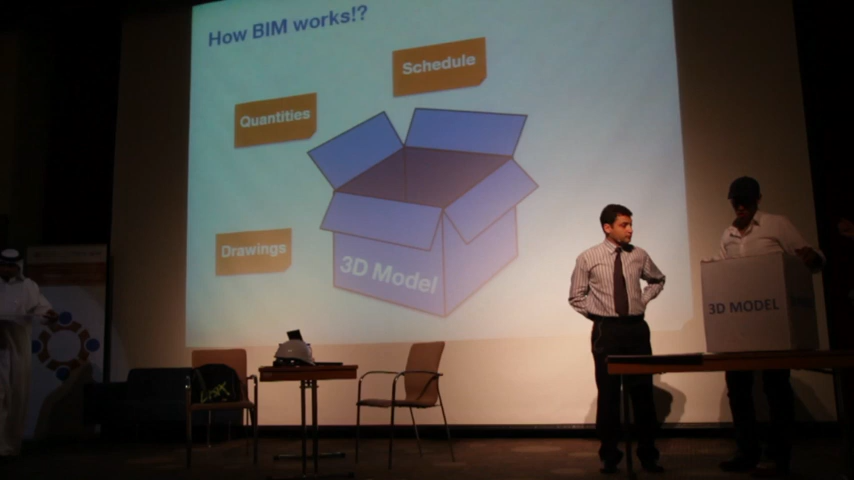 How BIM works!?
Schedule
Quantities
Drawings
3D Model
3D MODEL